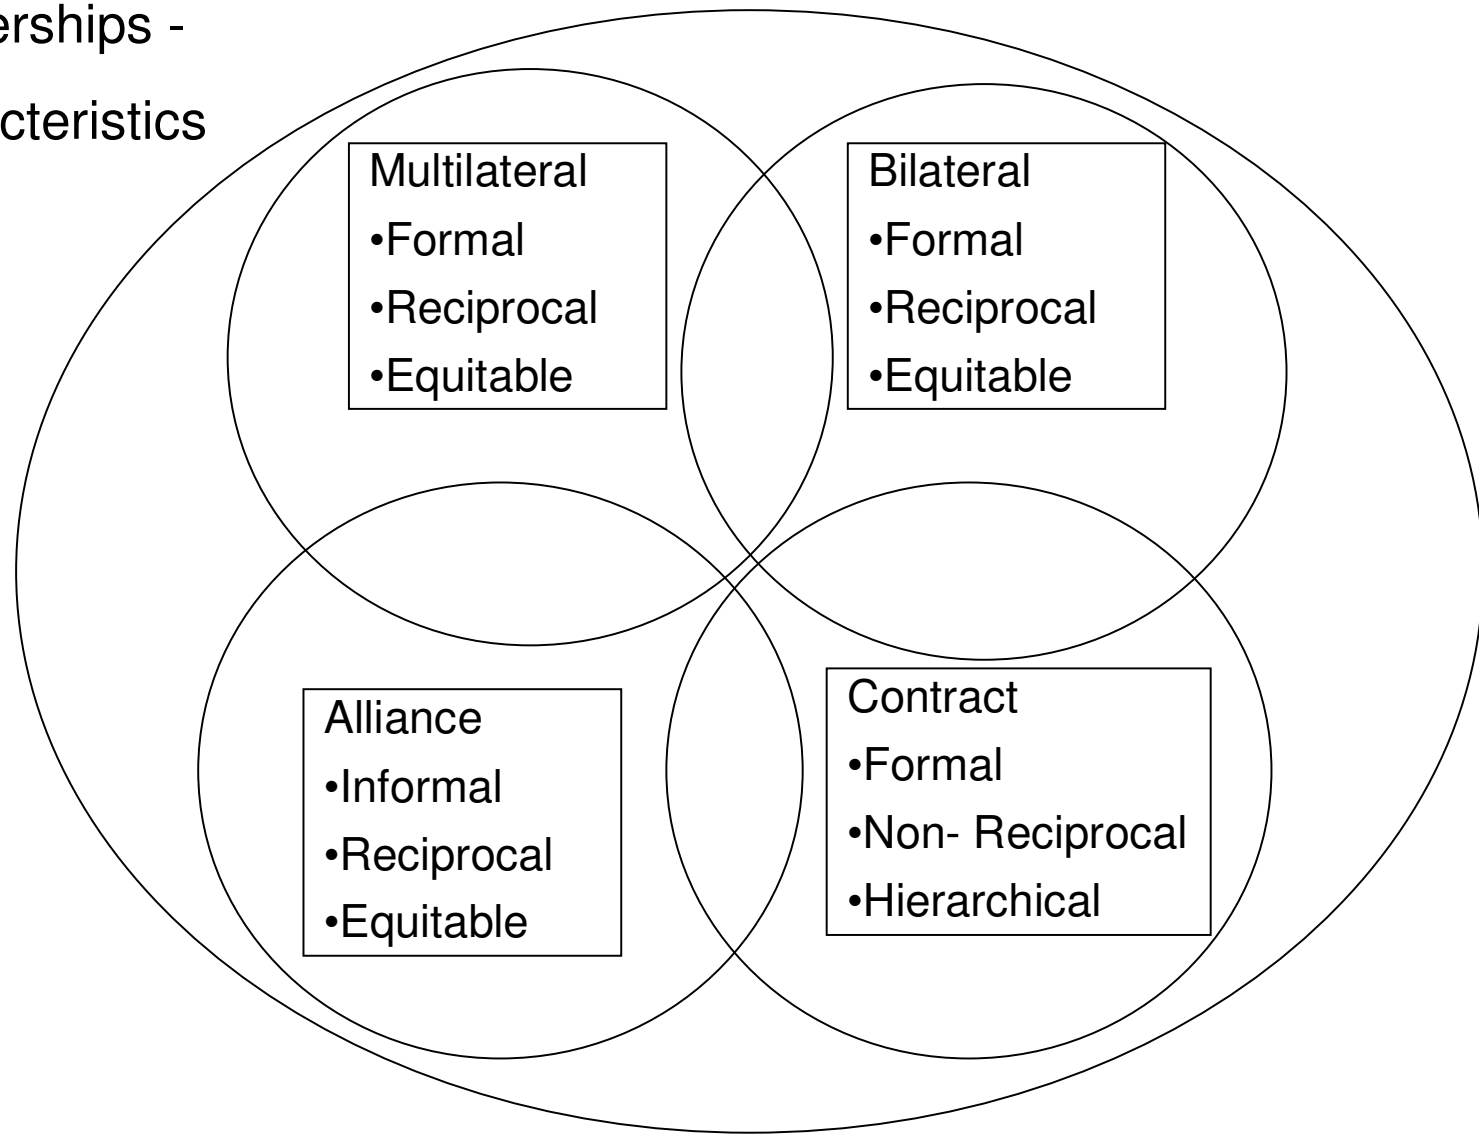 erships -
cteristics
Multilateral
•Formal
•Reciprocal
•Equitable
Bilateral
•Formal
•Reciprocal
•Equitable
Alliance
•Informal
•Reciprocal
•Equitable
Contract
•Formal
•Non- Reciprocal
•Hierarchical